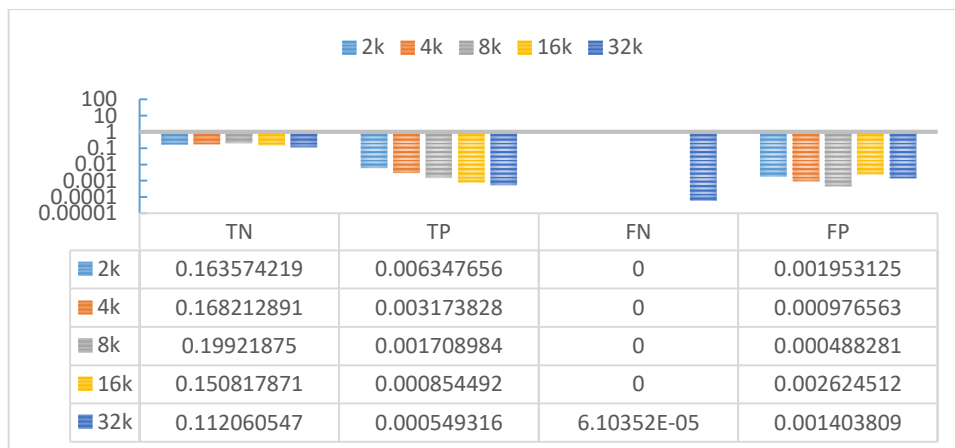 2k 4k 8k 16k 32k
100
10
1
0.1
0.01
0.001
0.0001
0.00001
TN TP FN FP
2k 0.163574219 0.006347656 0 0.001953125
4k 0.168212891 0.003173828 0 0.000976563
8k 0.19921875 0.001708984 0 0.000488281
16k 0.150817871 0.000854492 0 0.002624512
32k 0.112060547 0.000549316 6.10352E-05 0.001403809